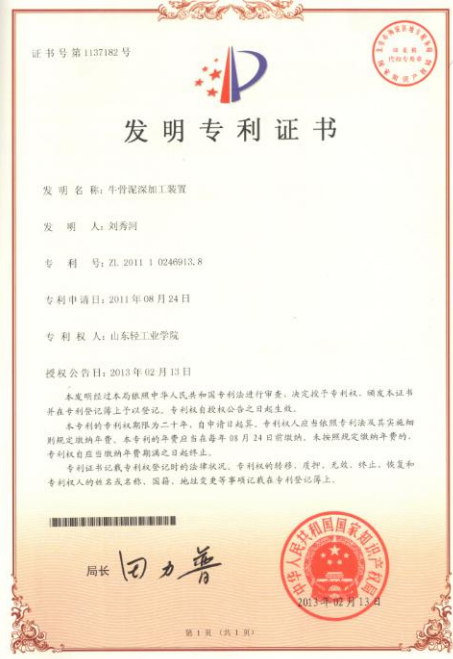 证书号第1137182号
发明专利证书
发 明 名 称：牛骨泥深加工装置
发 明 人：刘秀河
专 利 号：ZL 2011 1 0246913.8
专利申请日：2011年08月24日
专 利 权 人：山东轻工业学院
授权公告日：2013年02月13日
本发明经过本局依照中华人民共和国专利法进行审查，决定授予专利权，颁发本证书
并在专利登记簿上予以登记。专利权自授权公告之日起生效。
本专利的专利权期限为二十年，自申请日起算。专利权人应当依照专利法及其实施细
则规定缴纳年费。本专利的年费应当在每年08月24日前缴纳。未按照规定缴纳年费的，
专利权自应当缴纳年费期满之日起终止。
专利证书记载专利权登记时的法律状况。专利权的转移、质押、无效、终止、恢复和
专利权人的姓名或名称、国籍、地址变更等事项记载在专利登记簿上。
局长 田力普
中华人民共和国国家知识产权局
2013年02月13日
第1页（共1页）